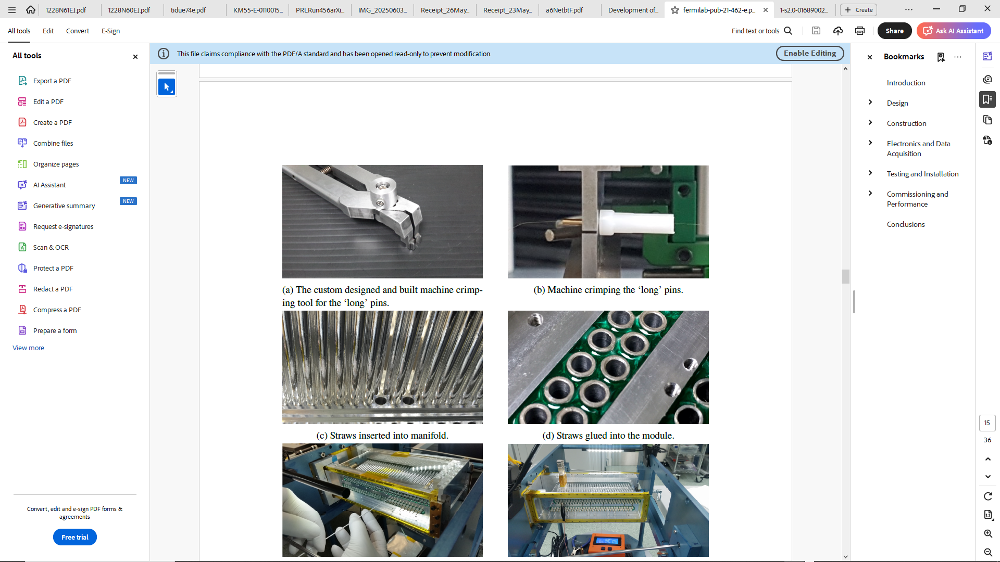 1228N61EJ.pdf
1228N60EJ.pdf
tidue74e.pdf
KM55-E-0110015...
PRLRun456arXi...
IMG_20250603...
Receipt_26May...
Receipt_23May...
a6NetbtF.pdf
Development of...
fermilab-pub-21-462-e.p...
1-s2.0-01689002...
Create
All tools
Edit
Convert
E-Sign
Find text or tools
Share
Ask AI Assistant
All tools
Export a PDF
Edit a PDF
Create a PDF
Combine files
Organize pages
AI Assistant
NEW
Generative summary
NEW
Request e-signatures
Scan & OCR
Protect a PDF
Redact a PDF
Compress a PDF
Prepare a form
View more
Convert, edit and e-sign PDF forms &
agreements
Free trial
This file claims compliance with the PDF/A standard and has been opened read-only to prevent modification.
Enable Editing
(a) The custom designed and built machine crimp-
ing tool for the ‘long’ pins.
(b) Machine crimping the ‘long’ pins.
(c) Straws inserted into manifold.
(d) Straws glued into the module.
Bookmarks
Introduction
Design
Construction
Electronics and Data
Acquisition
Testing and Installation
Commissioning and
Performance
Conclusions
15
36